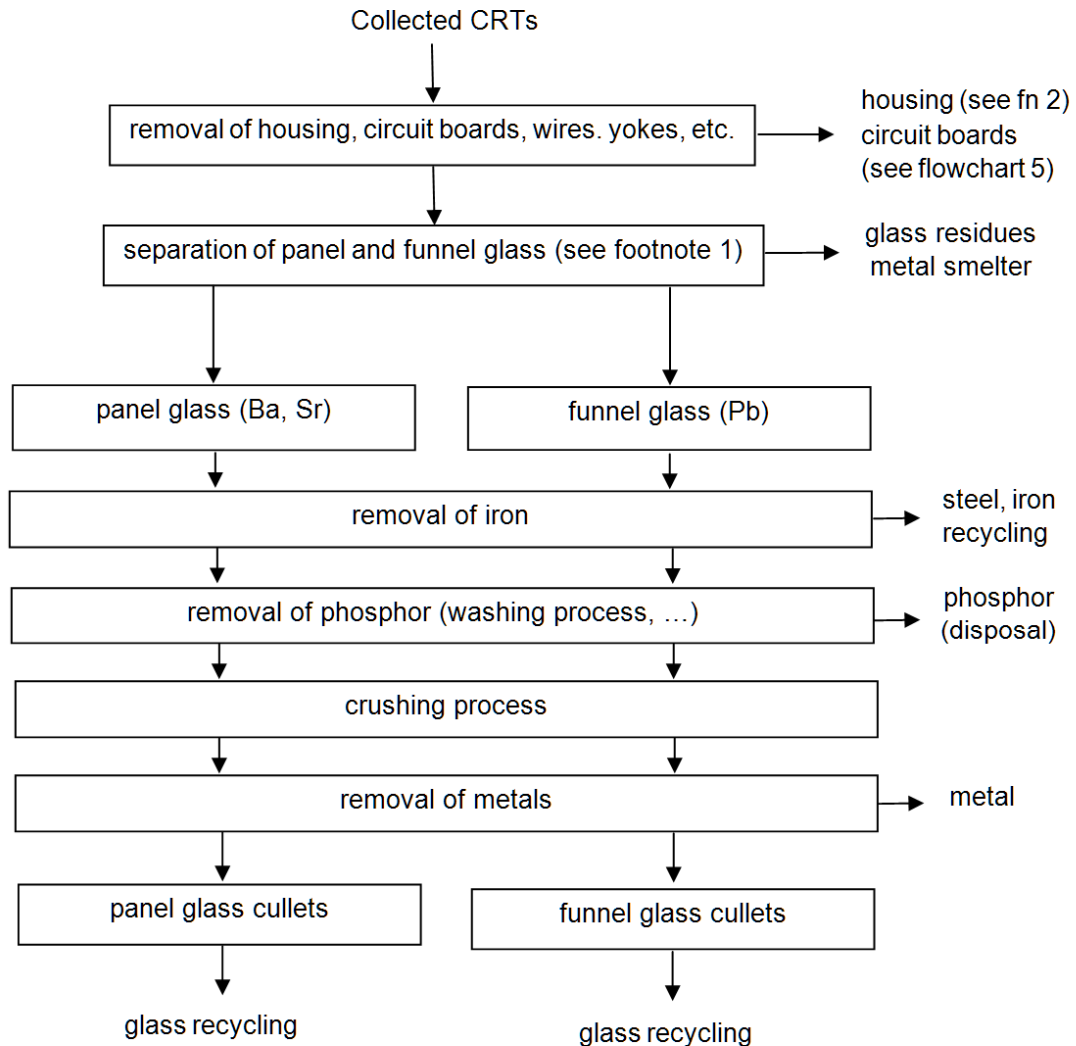 Collected CRTs
removal of housing, circuit boards, wires. yokes, etc.
housing (see fn 2)
circuit boards
(see flowchart 5)
separation of panel and funnel glass (see footnote 1)
glass residues
metal smelter
panel glass (Ba, Sr)
funnel glass (Pb)
removal of iron
steel, iron
recycling
removal of phosphor (washing process, …)
phosphor
(disposal)
crushing process
removal of metals
metal
panel glass cullets
funnel glass cullets
glass recycling
glass recycling